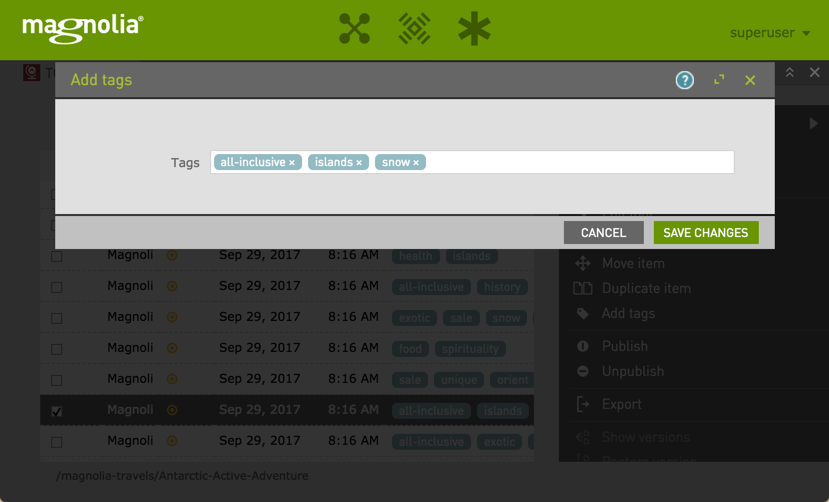 magnolia®
superuser
Add tags
?
Tags all-inclusive × islands × snow ×
CANCEL SAVE CHANGES
Magnoli Sep 29, 2017 8:16 AM health islands
Move item
Magnoli Sep 29, 2017 8:16 AM all-inclusive history
Duplicate item
Magnoli Sep 29, 2017 8:16 AM exotic sale snow
Add tags
Magnoli Sep 29, 2017 8:16 AM food spirituality
Publish
Magnoli Sep 29, 2017 8:16 AM sale unique orient
Unpublish
Magnoli Sep 29, 2017 8:16 AM all-inclusive islands
Export
Magnoli Sep 29, 2017 8:16 AM all-inclusive exotic
Show versions
/magnolia-travels/Antarctic-Active-Adventure